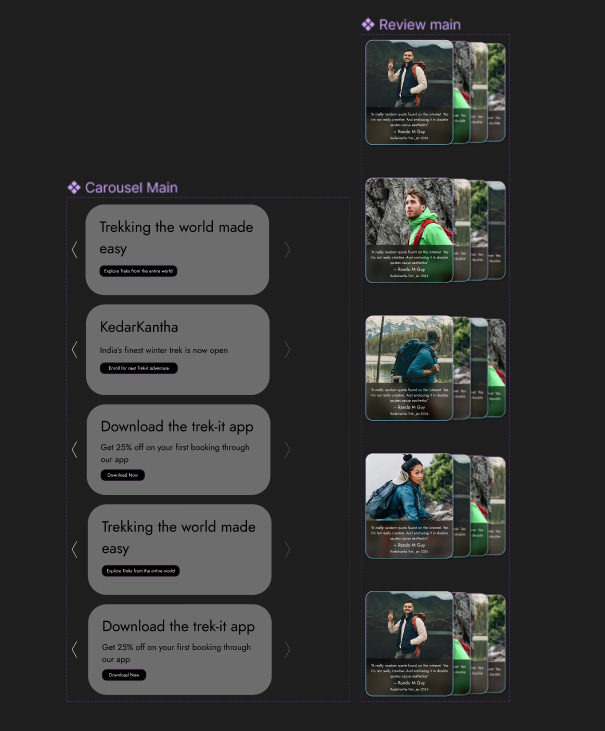 Review main
"A really random quote found on the internet. Yes
I'm not really creative. And enclosing it in double
quotes cause aesthetics"
- Rando M Guy
Kedarkantha Trek, Jan 2024
Carousel Main
Trekking the world made
easy
Explore Treks from the entire world
KedarKantha
India's finest winter trek is now open
Enroll for next Trek-it adventure
Download the trek-it app
Get 25% off on your first booking through
our app
Download Now
Trekking the world made
easy
Explore Treks from the entire world
Download the trek-it app
Get 25% off on your first booking through
our app
Download Now
"A really random quote found on the internet. Yes
I'm not really creative. And enclosing it in double
quotes cause aesthetics"
- Rando M Guy
Kedarkantha Trek, Jan 2024
"A really random quote found on the internet. Yes
I'm not really creative. And enclosing it in double
quotes cause aesthetics"
- Rando M Guy
Kedarkantha Trek, Jan 2024
"A really random quote found on the internet. Yes
I'm not really creative. And enclosing it in double
quotes cause aesthetics"
- Rando M Guy
Kedarkantha Trek, Jan 2024
"A really random quote found on the internet. Yes
I'm not really creative. And enclosing it in double
quotes cause aesthetics"
- Rando M Guy
Kedarkantha Trek, Jan 2024